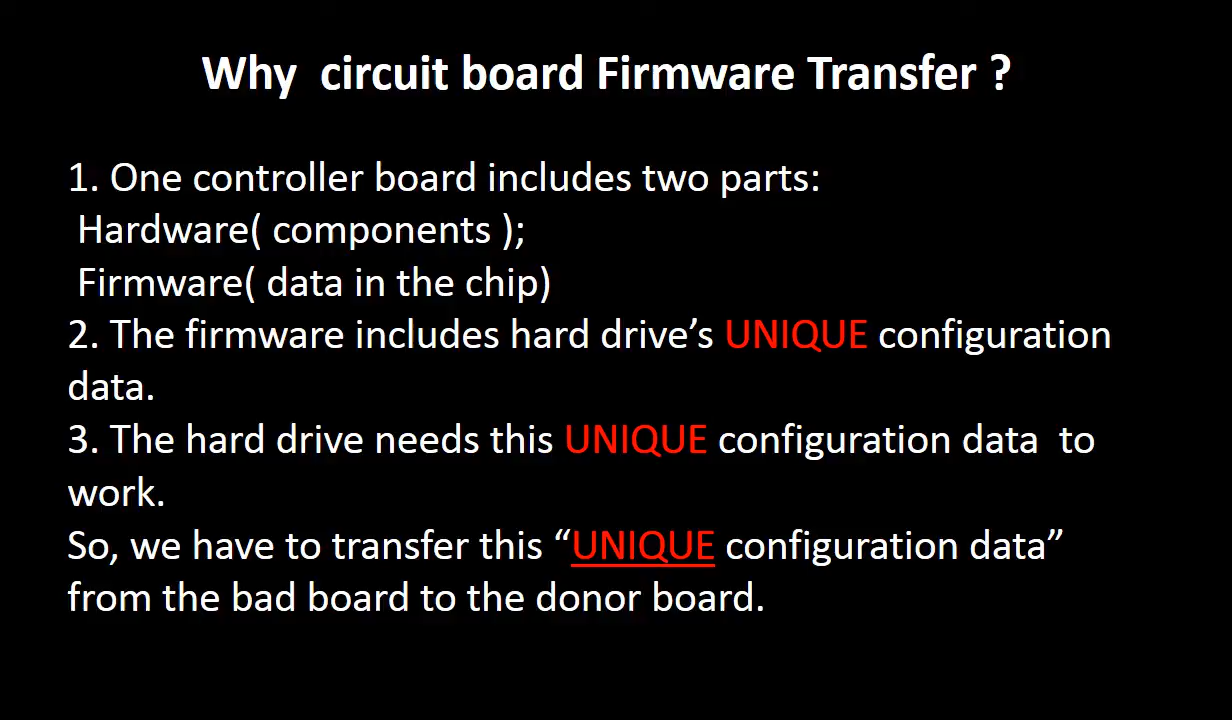 Why  circuit board Firmware Transfer ?
1. One controller board includes two parts:
Hardware( components );
Firmware( data in the chip)
2. The firmware includes hard drive’s UNIQUE configuration
data.
3. The hard drive needs this UNIQUE configuration data  to
work.
So, we have to transfer this “UNIQUE configuration data”
from the bad board to the donor board.